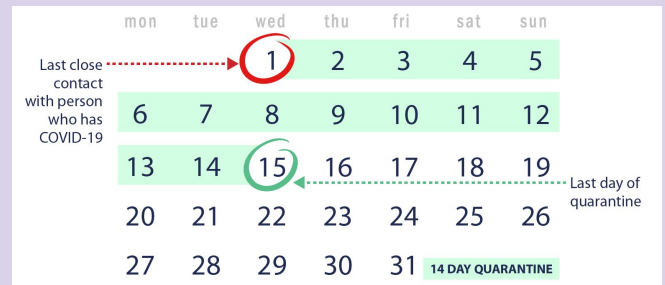 mon tue wed thu fri sat sun
1 2 3 4 5
Last close
contact
with person
who has
COVID-19
6 7 8 9 10 11 12
13 14 15 16 17 18 19
Last day of
quarantine
20 21 22 23 24 25 26
27 28 29 30 31 14 DAY QUARANTINE